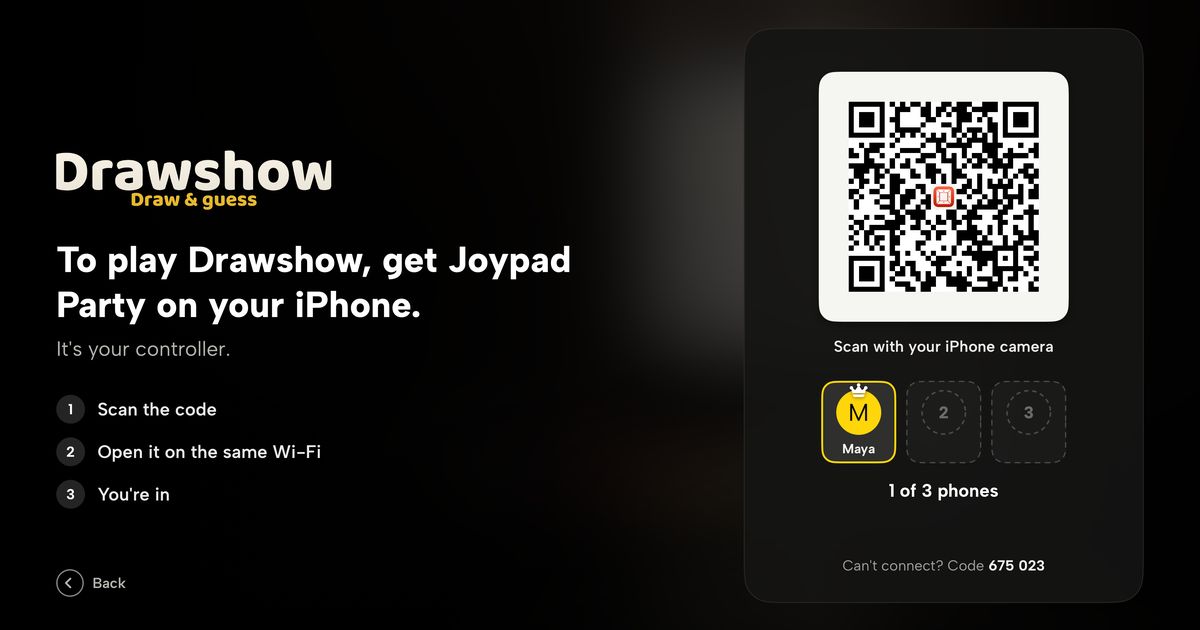 Drawshow
Draw & guess
To play Drawshow, get Joypad
Party on your iPhone.
It's your controller.
1 Scan the code
2 Open it on the same Wi-Fi
3 You're in
Back
Scan with your iPhone camera
M
Maya
2
3
1 of 3 phones
Can't connect? Code 675 023